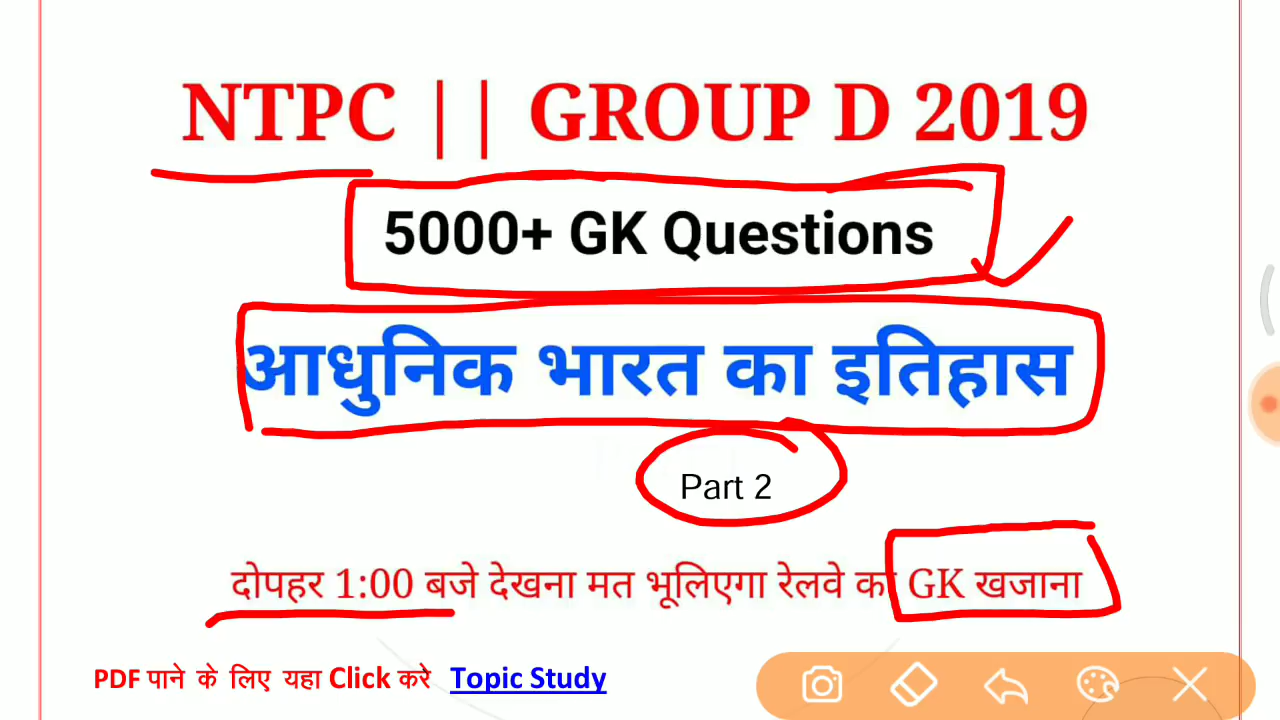 NTPC || GROUP D 2019
5000+ GK Questions
आधुनिक भारत का इतिहास
Part 2
दोपहर 1:00 बजे देखना मत भूलिएगा रेलवे का GK खजाना
PDF पाने के लिए यहा Click करे Topic Study